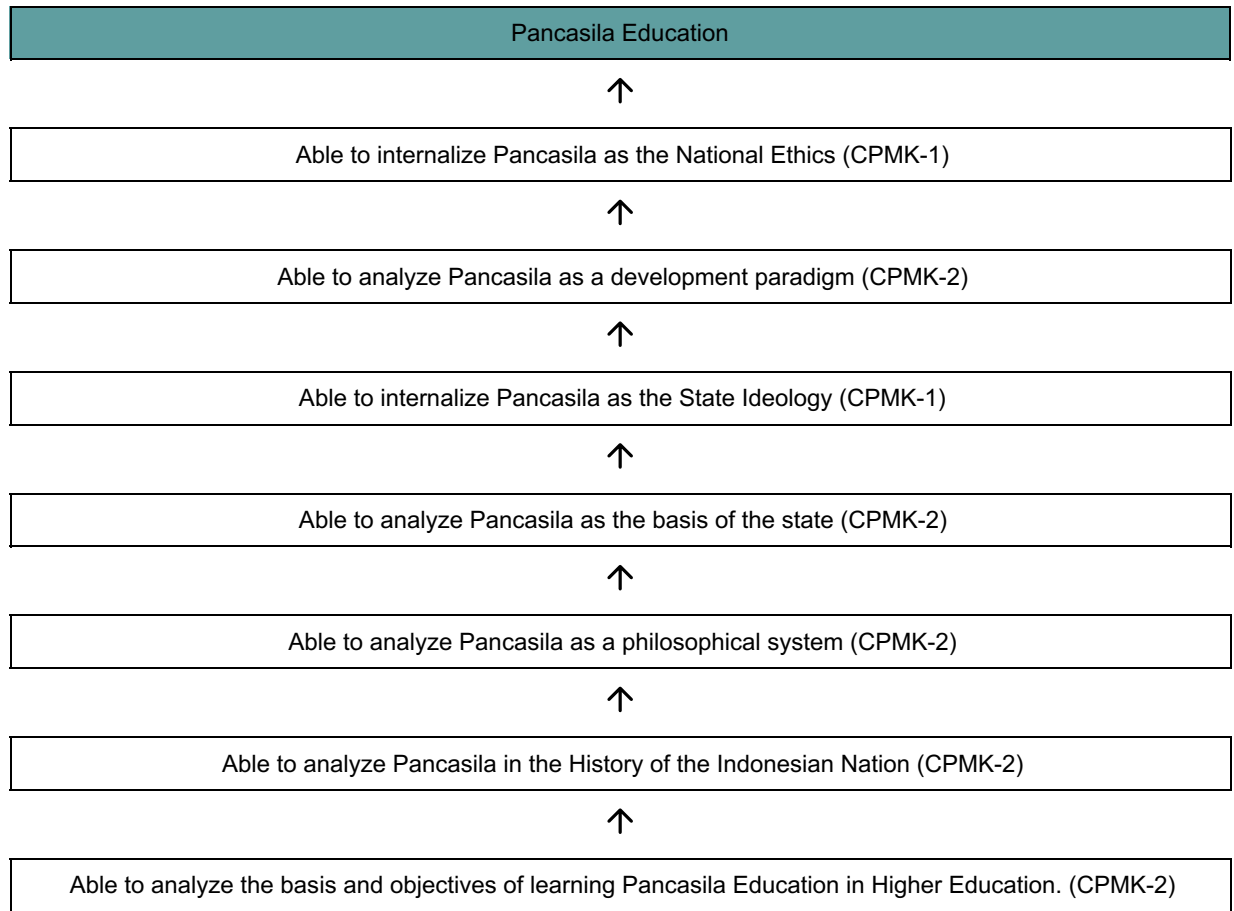 Pancasila Education
↑
Able to internalize Pancasila as the National Ethics (CPMK-1)
↑
Able to analyze Pancasila as a development paradigm (CPMK-2)
↑
Able to internalize Pancasila as the State Ideology (CPMK-1)
↑
Able to analyze Pancasila as the basis of the state (CPMK-2)
↑
Able to analyze Pancasila as a philosophical system (CPMK-2)
↑
Able to analyze Pancasila in the History of the Indonesian Nation (CPMK-2)
↑
Able to analyze the basis and objectives of learning Pancasila Education in Higher Education. (CPMK-2)